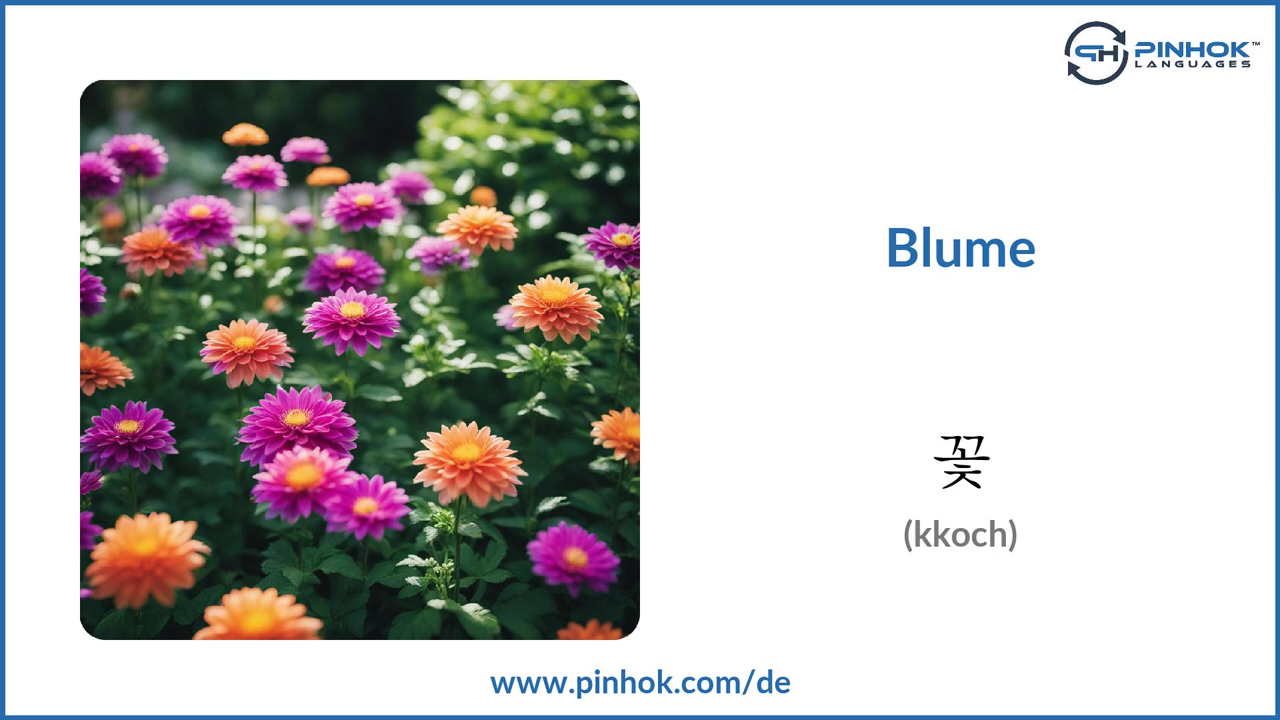 PINHOK™
LANGUAGES
Blume
꽃
(kkoch)
www.pinhok.com/de